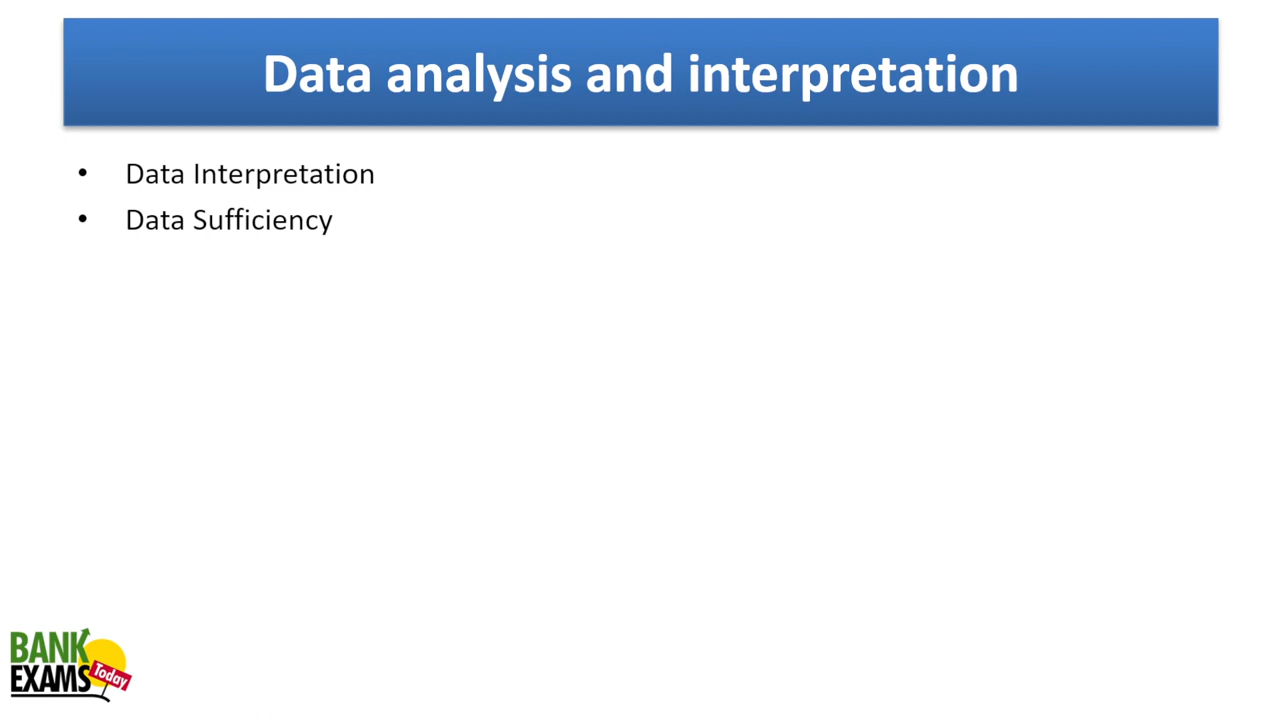 Data analysis and interpretation
• Data Interpretation
• Data Sufficiency
BANK
EXAMS
Today